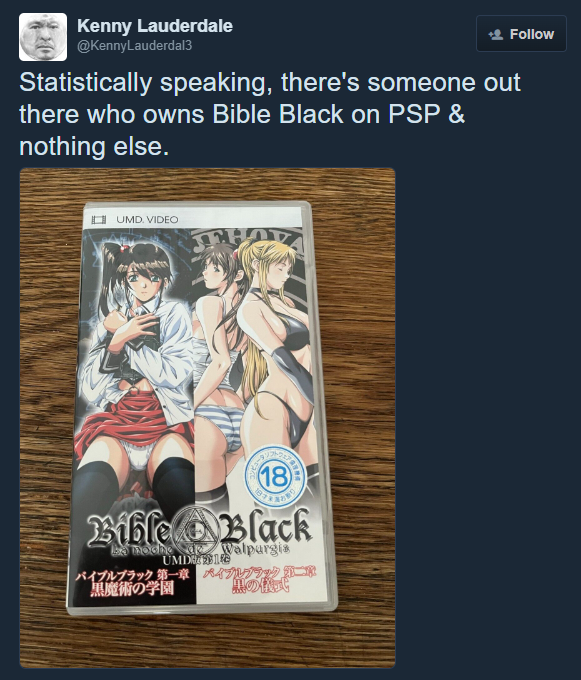 Kenny Lauderdale
@KennyLauderdal3
Follow
Statistically speaking, there's someone out
there who owns Bible Black on PSP &
nothing else.
UMD. VIDEO
JEHOVA
18
Bible Black
La noche de Walpurgis
バイブルブラック 第一章
黒魔術の学園
バイブルブラック 第二章
黒の儀式